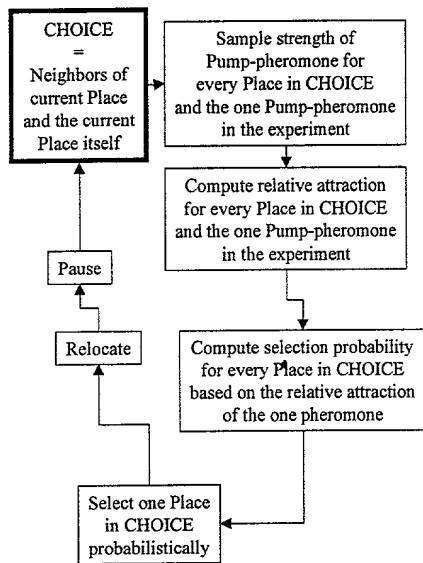 CHOICE
=
Neighbors of
current Place
and the current
Place itself
Sample strength of
Pump-pheromone for
every Place in CHOICE
and the one Pump-pheromone
in the experiment
Compute relative attraction
for every Place in CHOICE
and the one Pump-pheromone
in the experiment
Compute selection probability
for every Place in CHOICE
based on the relative attraction
of the one pheromone
Select one Place
in CHOICE
probabilistically
Relocate
Pause